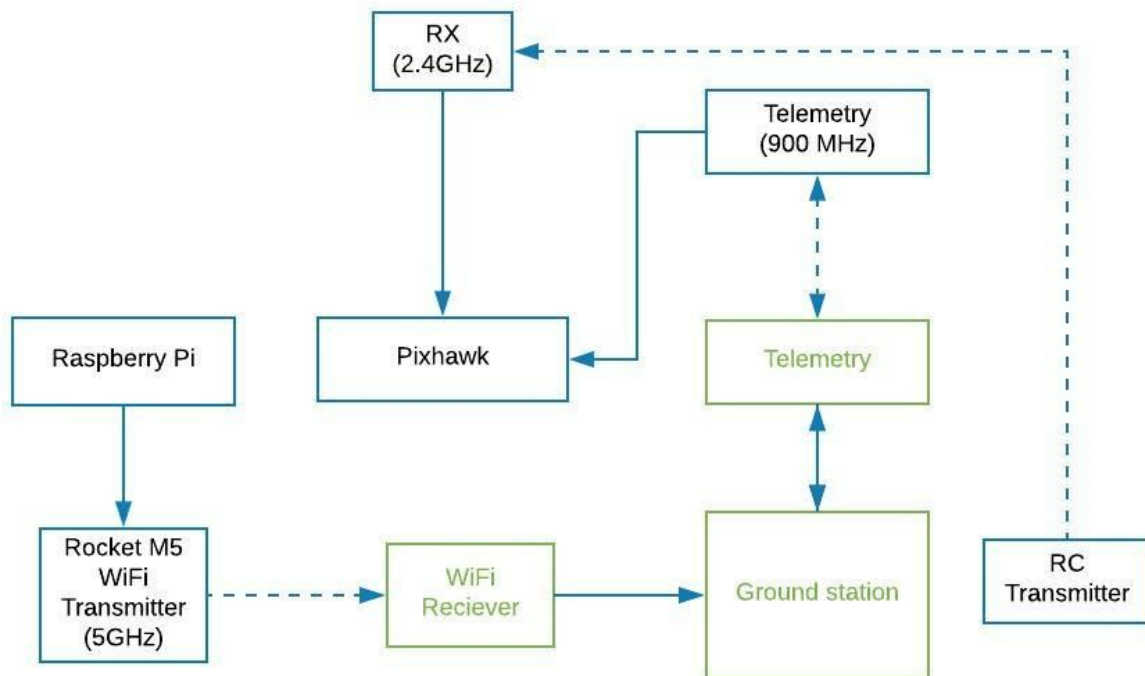 RX
(2.4GHz)
Telemetry
(900 MHz)
Raspberry Pi
Pixhawk
Telemetry
Rocket M5
WiFi
Transmitter
(5GHz)
WiFi
Reciever
Ground station
RC
Transmitter